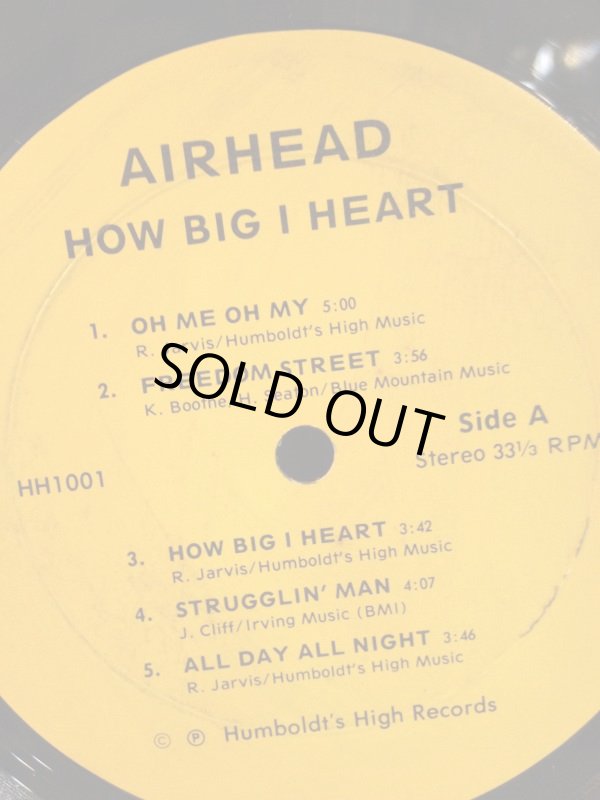 AIRHEAD
HOW BIG I HEART
1. OH ME OH MY 5:00
R. Jarvis/Humboldt's High Music
2. FREEDOM STREET 3:56
K. Boothe, H. Seaton/Blue Mountain Music
SOLD OUT
Side A
Stereo 33⅓ RPM
HH1001
3. HOW BIG I HEART 3:42
R. Jarvis/Humboldt's High Music
4. STRUGGLIN' MAN 4:07
J. Cliff/Irving Music (BMI)
5. ALL DAY ALL NIGHT 3:46
R. Jarvis/Humboldt's High Music
© ℗ Humboldt's High Records